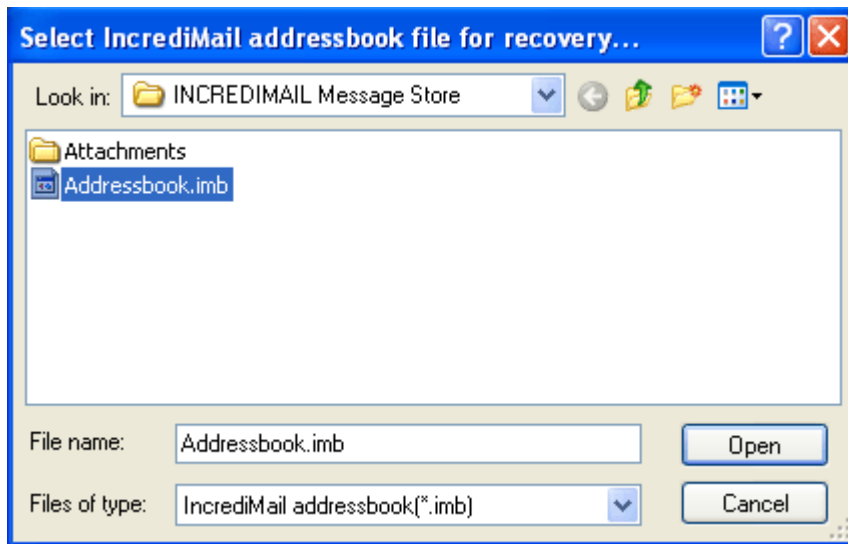 Select IncrediMail addressbook file for recovery...
Look in: INCREDIMAIL Message Store
Attachments
Addressbook.imb
File name: Addressbook.imb Open
Files of type: IncrediMail addressbook(*.imb) Cancel